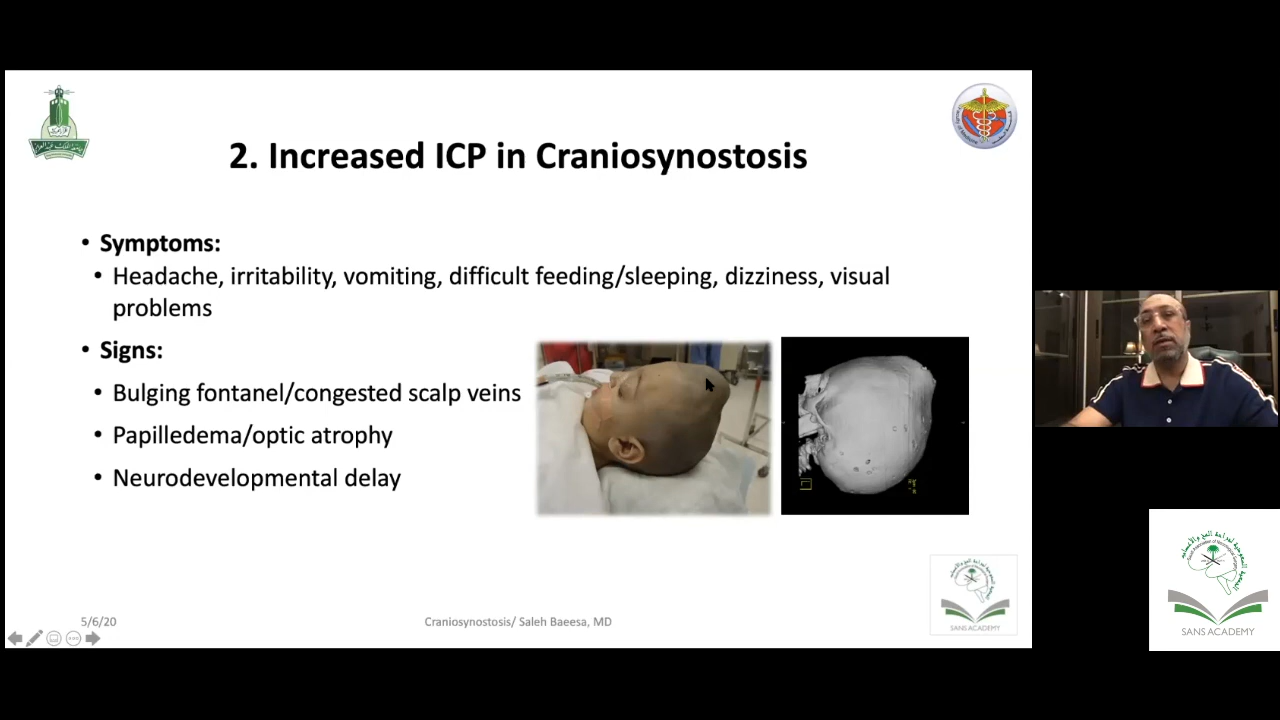 2. Increased ICP in Craniosynostosis
• Symptoms:
• Headache, irritability, vomiting, difficult feeding/sleeping, dizziness, visual
problems
• Signs:
• Bulging fontanel/congested scalp veins
• Papilledema/optic atrophy
• Neurodevelopmental delay
5/6/20
Craniosynostosis/ Saleh Baeesa, MD
SANS ACADEMY
SANS ACADEMY